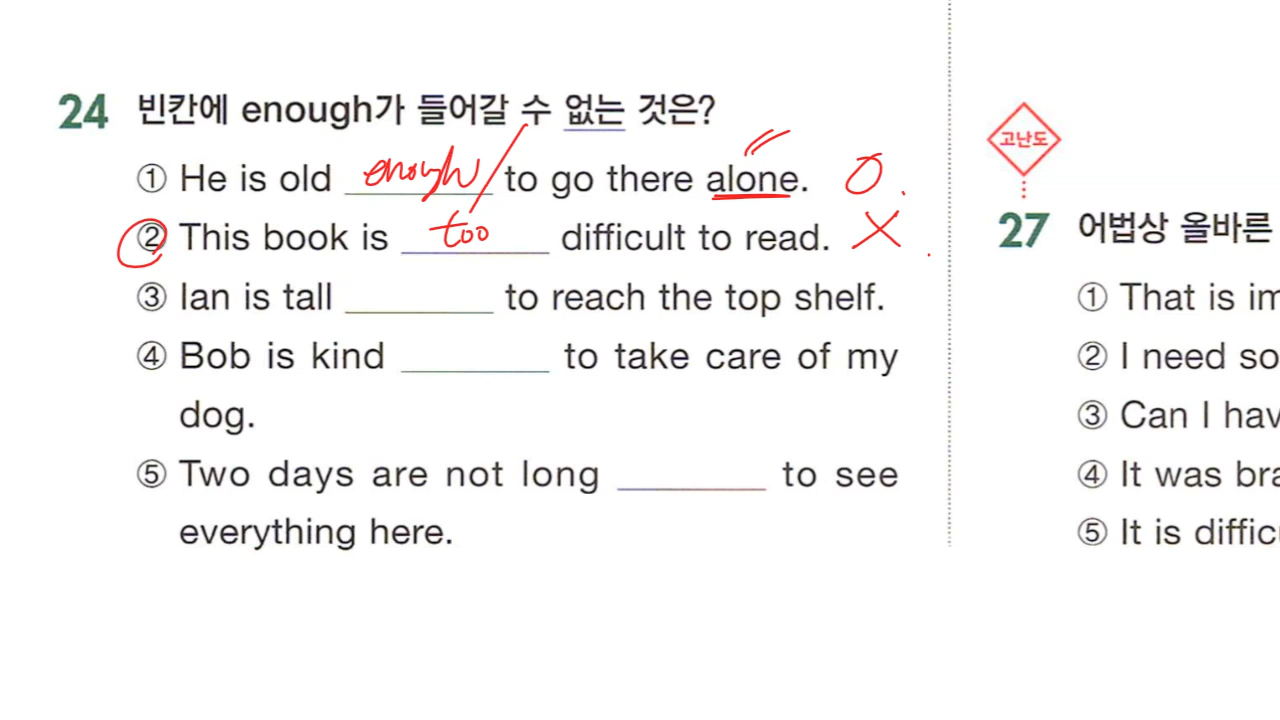 24 빈칸에 enough가 들어갈 수 없는 것은?
① He is old enough to go there alone. O
② This book is too difficult to read. X
③ Ian is tall ________ to reach the top shelf.
④ Bob is kind ________ to take care of my
dog.
⑤ Two days are not long ________ to see
everything here.
고난도
27 어법상 올바른
① That is im
② I need so
③ Can I hav
④ It was bra
⑤ It is difficu